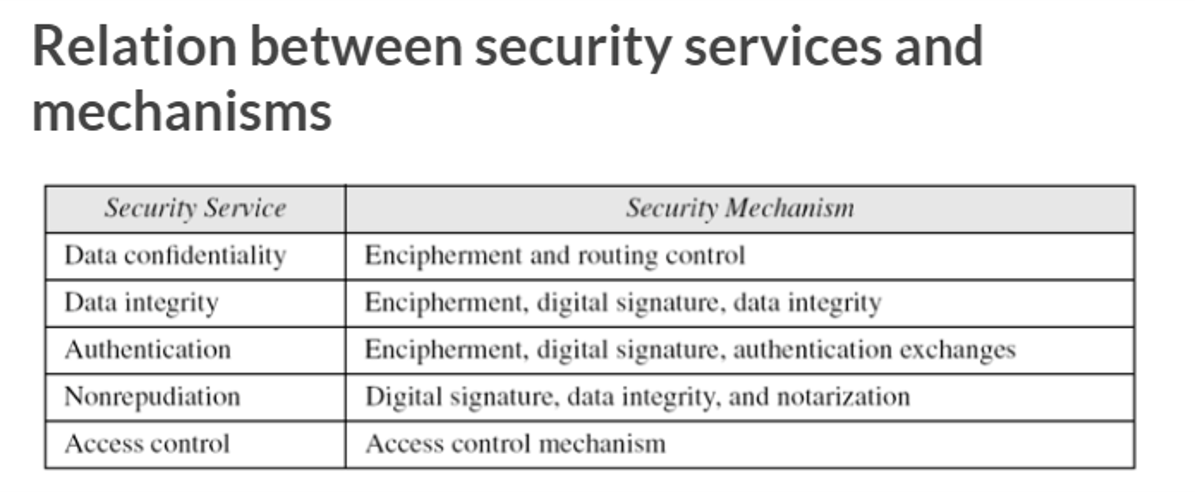 Relation between security services and
mechanisms
Security Service Security Mechanism
Data confidentiality Encipherment and routing control
Data integrity Encipherment, digital signature, data integrity
Authentication Encipherment, digital signature, authentication exchanges
Nonrepudiation Digital signature, data integrity, and notarization
Access control Access control mechanism